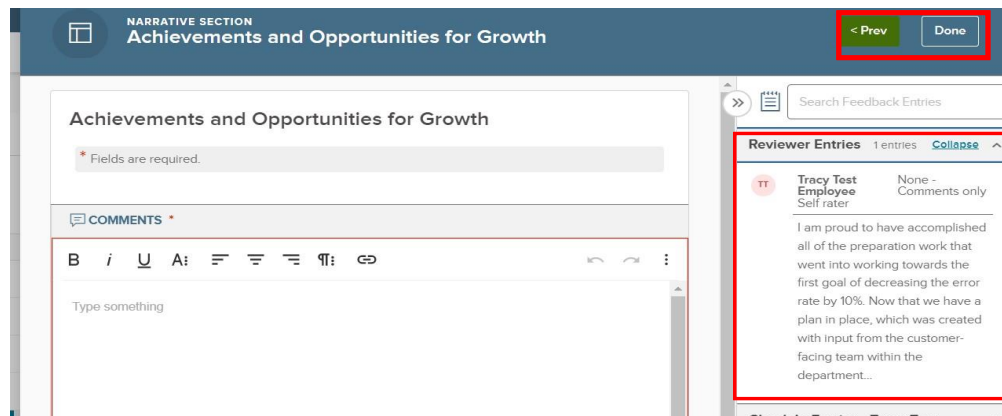 NARRATIVE SECTION
Achievements and Opportunities for Growth
< Prev
Done
Achievements and Opportunities for Growth
* Fields are required.
COMMENTS *
B i U A
Type something
Search Feedback Entries
Reviewer Entries 1 entries Collapse
TT
Tracy Test
Employee
Self rater
None -
Comments only
I am proud to have accomplished
all of the preparation work that
went into working towards the
first goal of decreasing the error
rate by 10%. Now that we have a
plan in place, which was created
with input from the customer-
facing team within the
department...